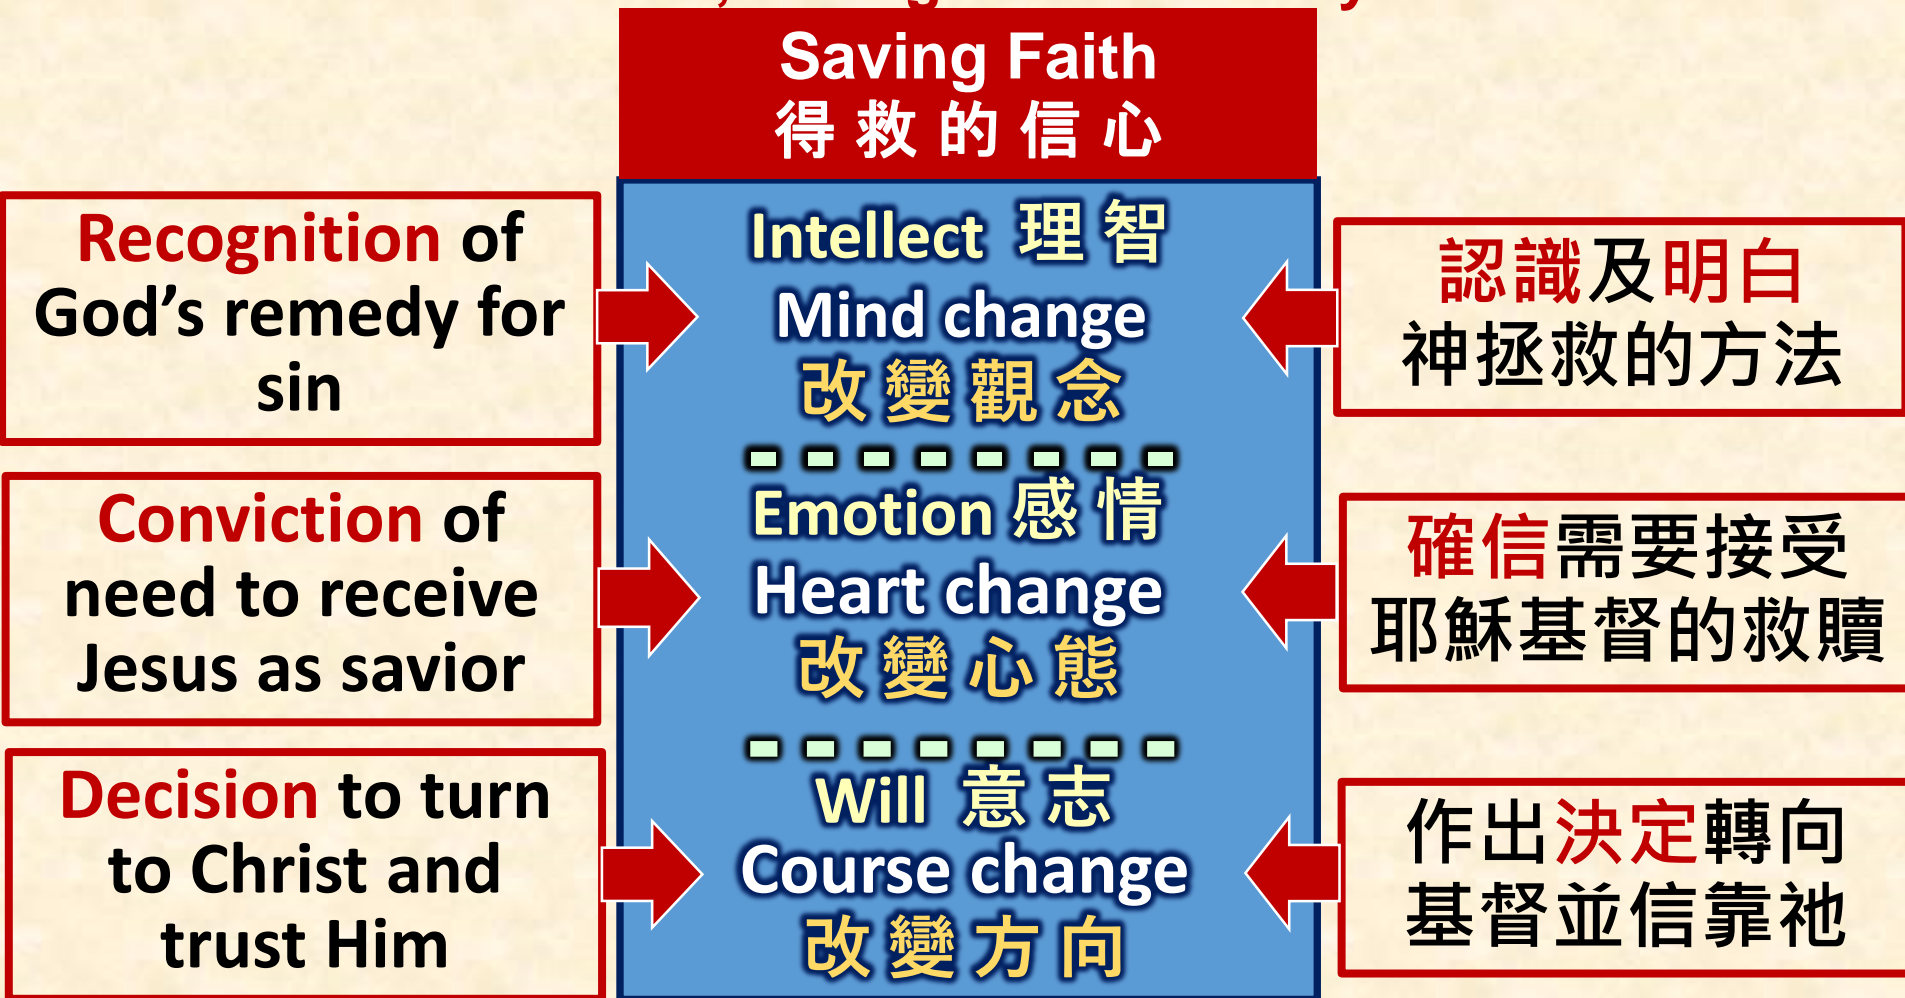 Saving Faith
得救的信心
Recognition of
God's remedy for
sin
Intellect 理智
Mind change
改變觀念
認識及明白
神拯救的方法
Conviction of
need to receive
Jesus as savior
Emotion 感情
Heart change
改變心態
確信需要接受
耶穌基督的救贖
Decision to turn
to Christ and
trust Him
Will 意志
Course change
改變方向
作出決定轉向
基督並信靠祂